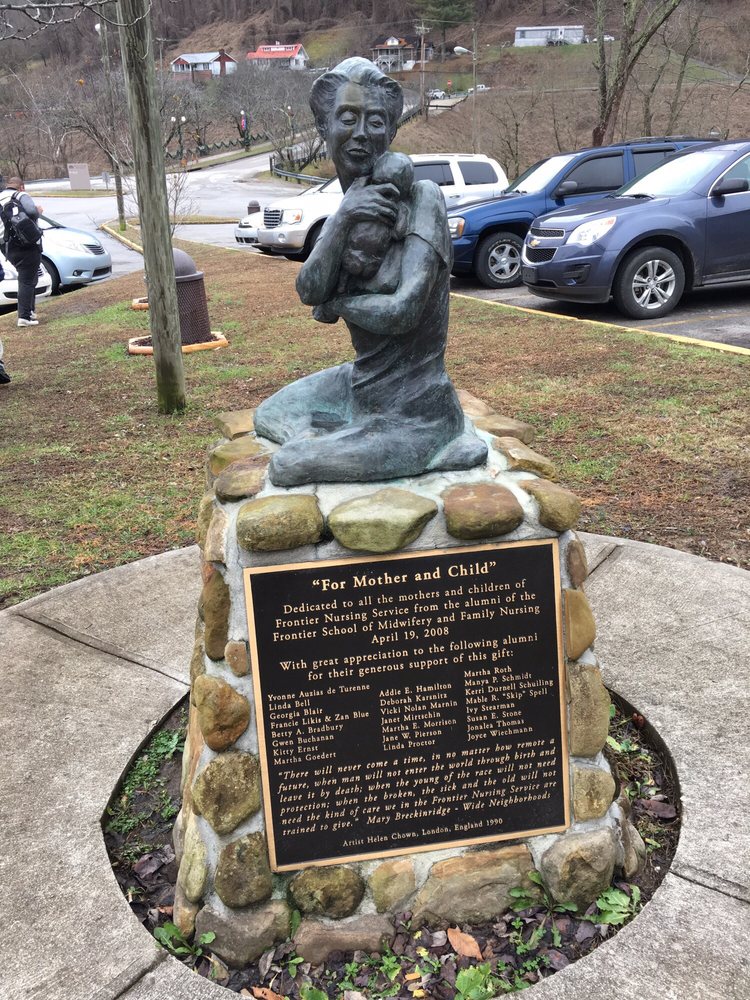 "For Mother and Child"
Dedicated to all the mothers and children of
Frontier Nursing Service from the alumni of the
Frontier School of Midwifery and Family Nursing
April 19, 2008
With great appreciation to the following alumni
for their generous support of this gift:
Yvonne Auzias de Turenne
Linda Bell
Georgia Blair
Francie Likis & Zan Blue
Betty A. Bradbury
Gwen Buchanan
Kitty Ernst
Martha Goedert
Addie E. Hamilton
Deborah Karsnitz
Vicki Nolan Marnin
Janet Mirtschin
Martha E. Morrison
Jane W. Pierson
Linda Proctor
Martha Roth
Manya P. Schmidt
Kerri Durnell Schuiling
Mable R. "Skip" Spell
Ivy Stearman
Susan E. Stone
Jonalea Thomas
Joyce Wiechmann
"There will never come a time, in no matter how remote a
future, when man will not enter the world through birth and
leave it by death; when the young of the race will not need
protection; when the broken, the sick and the old will not
need the kind of care we in the Frontier Nursing Service are
trained to give." Mary Breckinridge - Wide Neighborhoods
Artist Helen Chown, London, England 1990